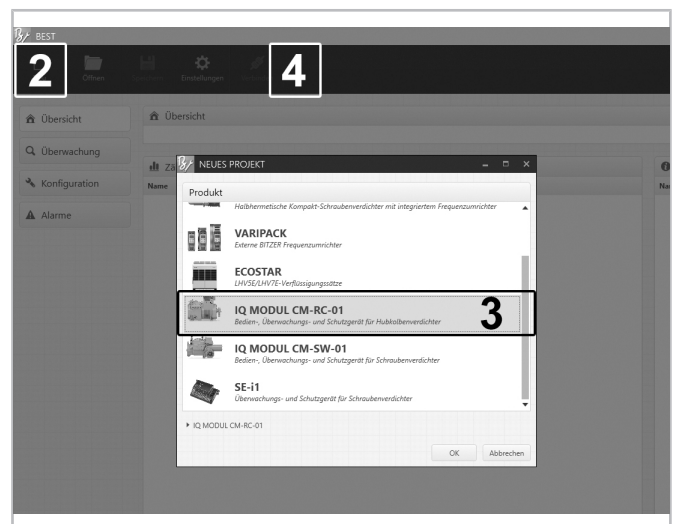 BEST
2
Öffnen
Einstellungen
4
Übersicht
Übersicht
Überwachung
Konfiguration
Alarme
Name
NEUES PROJEKT
Produkt
Halbhermetische Kompakt-Schraubenverdichter mit integriertem Frequenzumrichter
VARIPACK
Externe BITZER Frequenzumrichter
ECOSTAR
LHV5E/LHV7E-Verflüssigungssätze
IQ MODUL CM-RC-01
Bedien-, Überwachungs- und Schutzgerät für Hubkolbenverdichter
3
IQ MODUL CM-SW-01
Bedien-, Überwachungs- und Schutzgerät für Schraubenverdichter
SE-i1
Überwachungs- und Schutzgerät für Schraubenverdichter
IQ MODUL CM-RC-01
OK Abbrechen